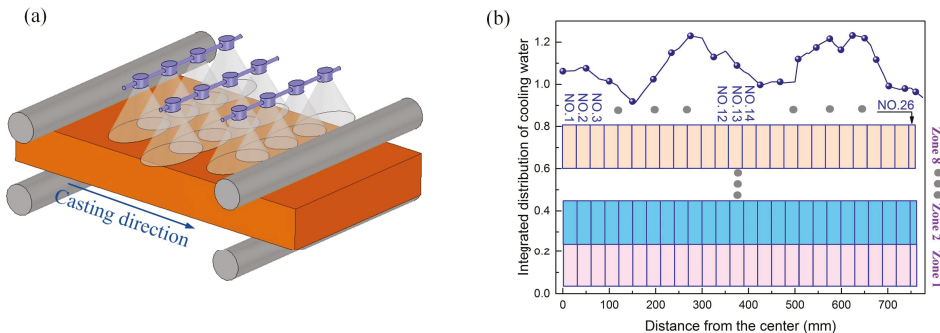 (a)
Casting direction
(b)
Integrated distribution of cooling water
1.2
1.0
0.8
0.6
0.4
0.2
0.0
NO.1
NO.2
NO.3
NO.12
NO.13
NO.14
NO.26
Zone 8
Zone 2
Zone 1
0 100 200 300 400 500 600 700
Distance from the center (mm)